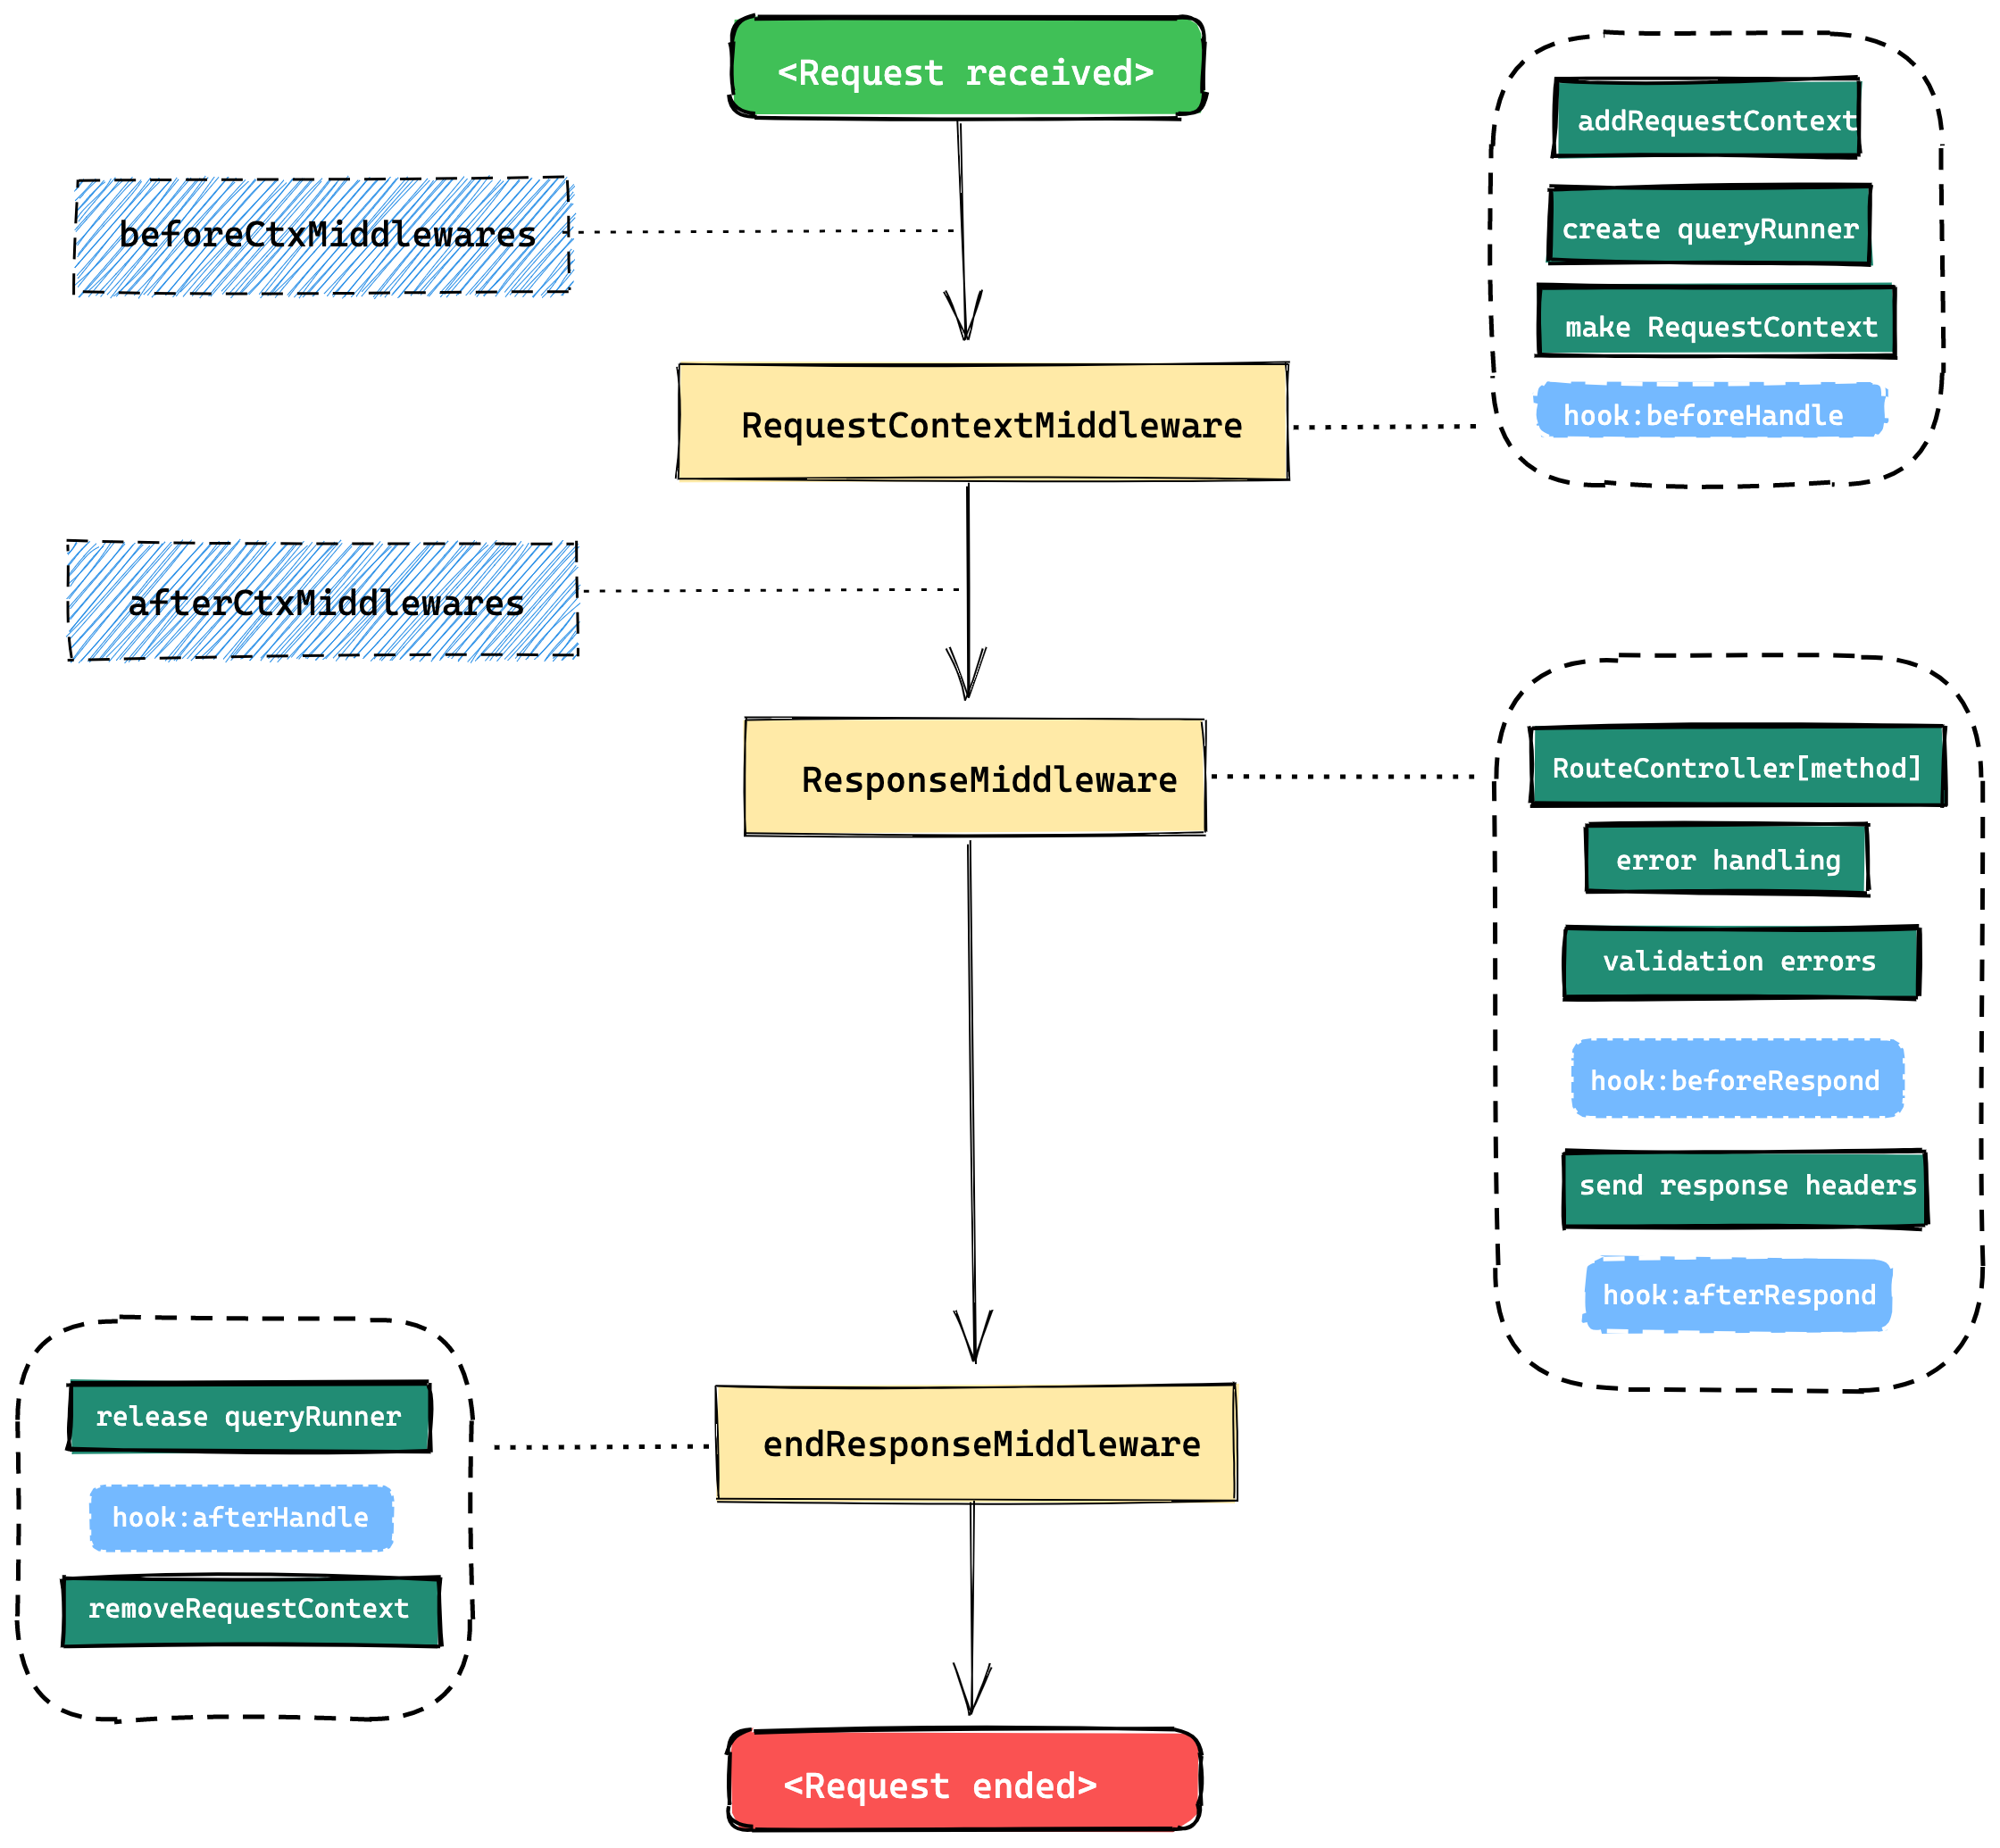 <Request received>
addRequestContext
create queryRunner
make RequestContext
hook:beforeHandle
beforeCtxMiddlewares
RequestContextMiddleware
afterCtxMiddlewares
ResponseMiddleware
RouteController[method]
error handling
validation errors
hook:beforeRespond
send response headers
hook:afterRespond
endResponseMiddleware
release queryRunner
hook:afterHandle
removeRequestContext
<Request ended>